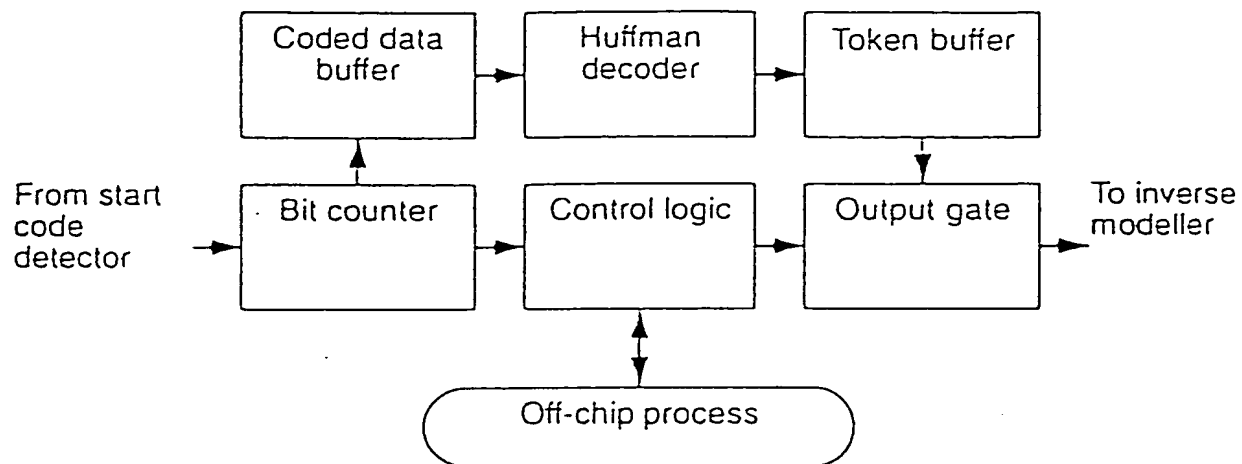 Coded data
buffer
Huffman
decoder
Token buffer
From start
code
detector
Bit counter
Control logic
Output gate
To inverse
modeller
Off-chip process